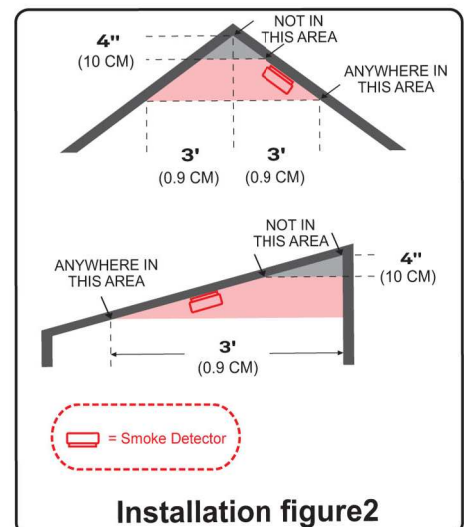 NOT IN
THIS AREA
4"
(10 CM)
ANYWHERE IN
THIS AREA
3' 3'
(0.9 CM) (0.9 CM)
NOT IN
THIS AREA
ANYWHERE IN
THIS AREA
4"
(10 CM)
3'
(0.9 CM)
= Smoke Detector
Installation figure2